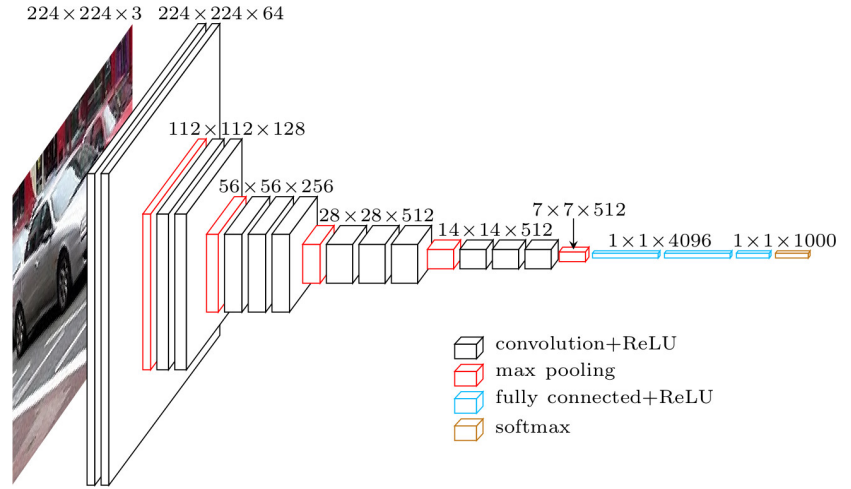 224×224×3
224×224×64
112×112×128
56×56×256
28×28×512
14×14×512
7×7×512
1×1×4096
1×1×1000
convolution+ReLU
max pooling
fully connected+ReLU
softmax